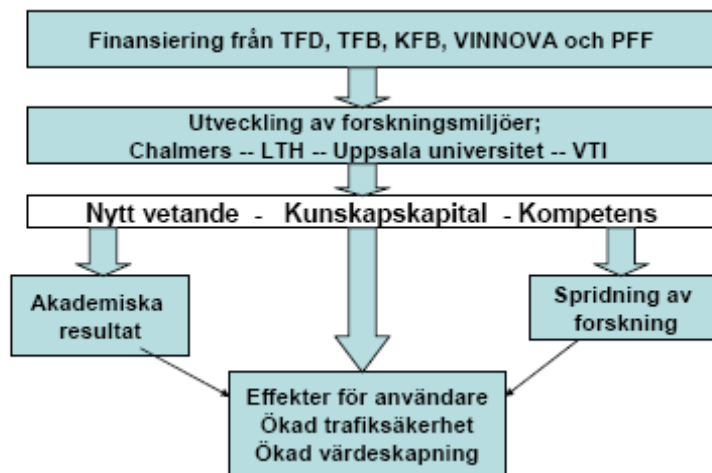 Finansiering från TFD, TFB, KFB, VINNOVA och PFF
Utveckling av forskningsmiljöer;
Chalmers -- LTH -- Uppsala universitet -- VTI
Nytt vetande - Kunskapskapital - Kompetens
Akademiska
resultat
Spridning av
forskning
Effekter för användare
Ökad trafiksäkerhet
Ökad värdeskapning